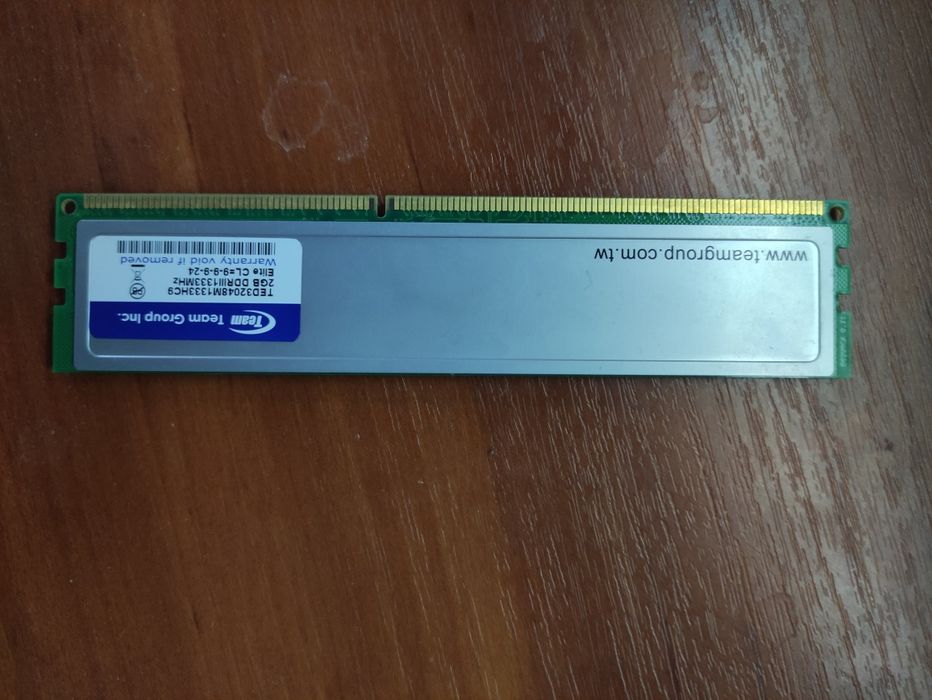 Team Team Group Inc.
TED32048M1333HC9
2GB DDRIII1333MHz
Elite CL=9-9-9-24
Warranty void if removed
www.teamgroup.com.tw